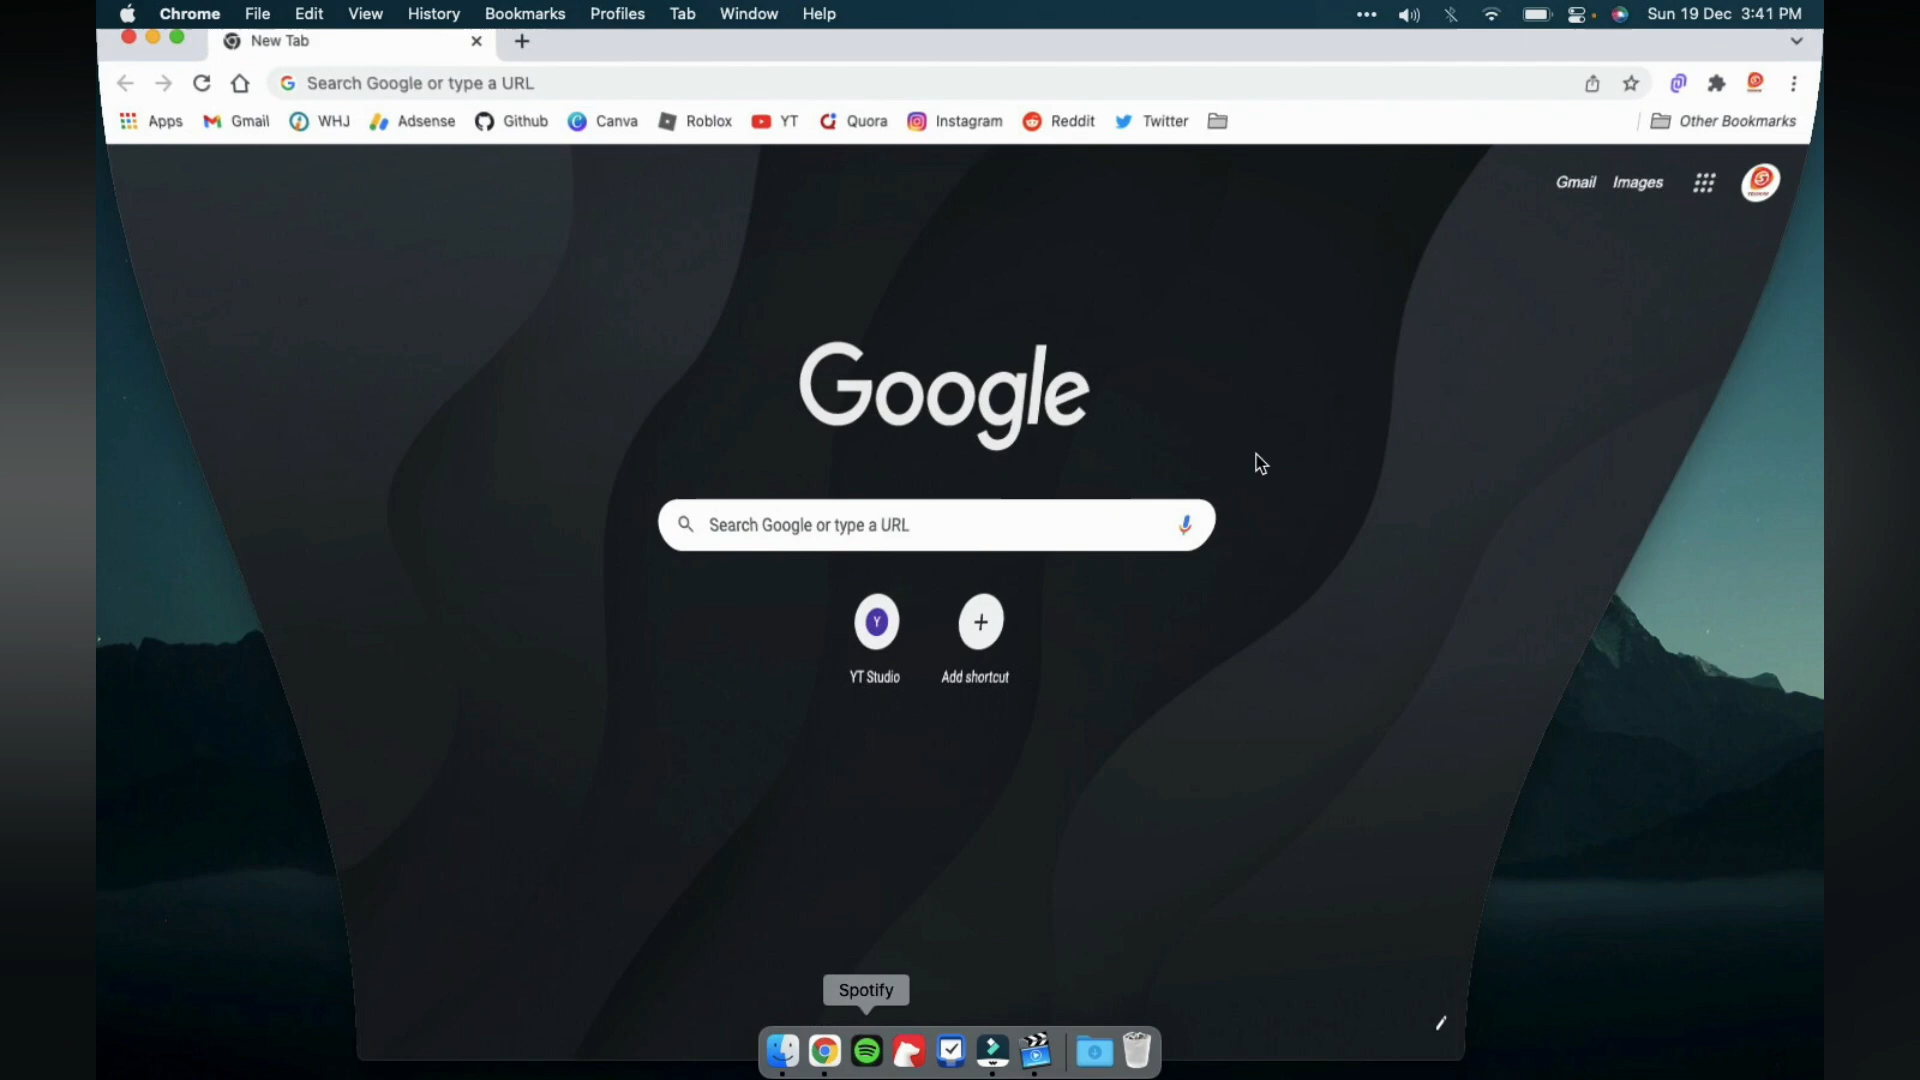 Chrome File Edit View History Bookmarks Profiles Tab Window Help Sun 19 Dec 3:41 PM
New Tab
Search Google or type a URL
Apps Gmail WHJ Adsense Github Canva Roblox YT Quora Instagram Reddit Twitter Other Bookmarks
Gmail Images
Google
Search Google or type a URL
Y
YT Studio Add shortcut
Spotify